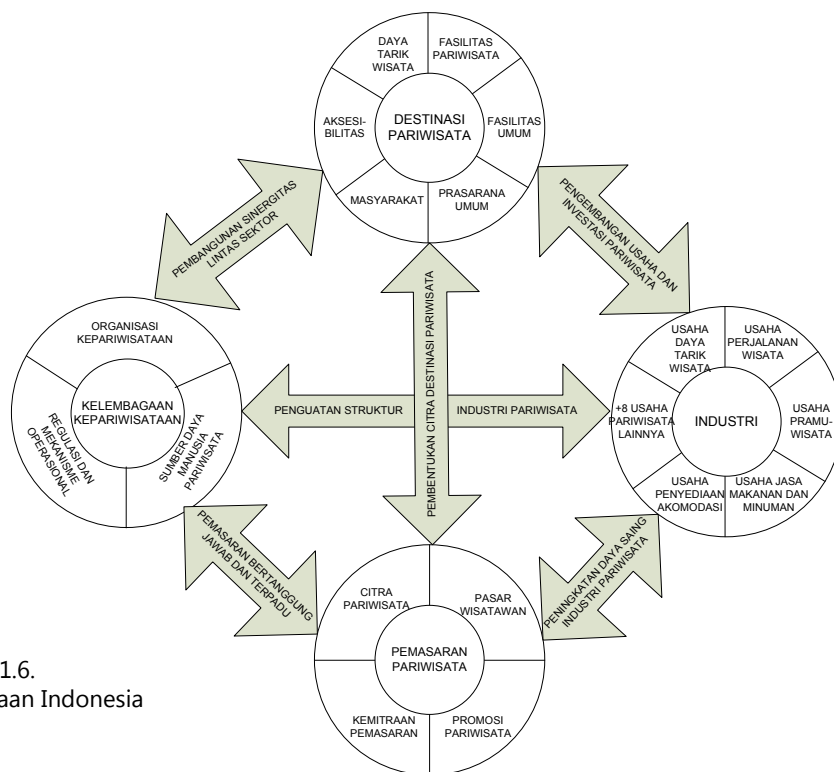 DAYA
TARIK
WISATA
FASILITAS
PARIWISATA
AKSESI-
BILITAS
DESTINASI
PARIWISATA
FASILITAS
UMUM
MASYARAKAT
PRASARANA
UMUM
PEMBANGUNAN SINERGITAS
LINTAS SEKTOR
PENGEMBANGAN USAHA DAN
INVESTASI PARIWISATA
PEMBENTUKAN CITRA DESTINASI PARIWISATA
ORGANISASI
KEPARIWISATAAN
KELEMBAGAAN
KEPARIWISATAAN
REGULASI DAN
MEKANISME
OPERASIONAL
SUMBER DAYA
MANUSIA
PARIWISATA
PENGUATAN STRUKTUR
INDUSTRI PARIWISATA
USAHA
DAYA
TARIK
WISATA
USAHA
PERJALANAN
WISATA
+8 USAHA
PARIWISATA
LAINNYA
INDUSTRI
USAHA
PRAMU-
WISATA
USAHA
PENYEDIAAN
AKOMODASI
USAHA JASA
MAKANAN DAN
MINUMAN
PEMASARAN BERTANGGUNG
JAWAB DAN TERPADU
PENINGKATAN DAYA SAING
INDUSTRI PARIWISATA
CITRA
PARIWISATA
PASAR
WISATAWAN
PEMASARAN
PARIWISATA
KEMITRAAN
PEMASARAN
PROMOSI
PARIWISATA
1.6.
aan Indonesia